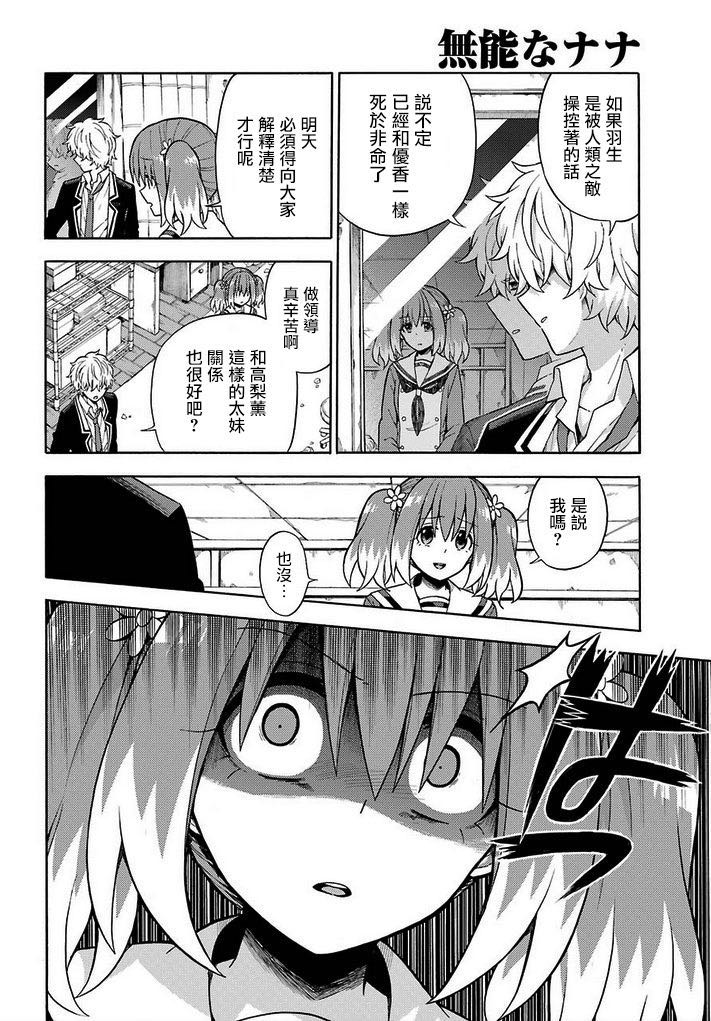 無能なナナ
如果羽生
是被人類之敵
操控著的話
說不定
已經和優香一樣
死於非命了
明天
必須得向大家
解釋清楚
才行呢
做領導
真辛苦啊
和高梨薰
這樣的太妹
關係
也很好吧？
是說
我嗎？
也沒…
はっ